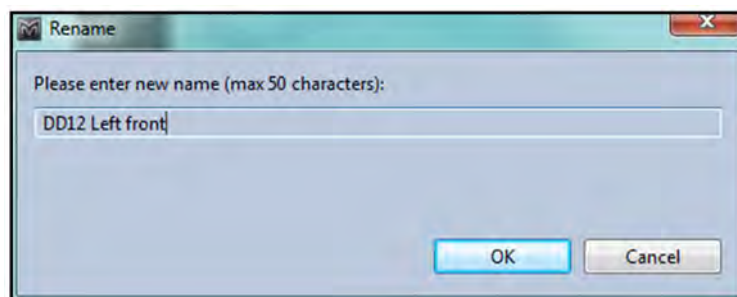 Rename
Please enter new name (max 50 characters):
DD12 Left front
OK
Cancel